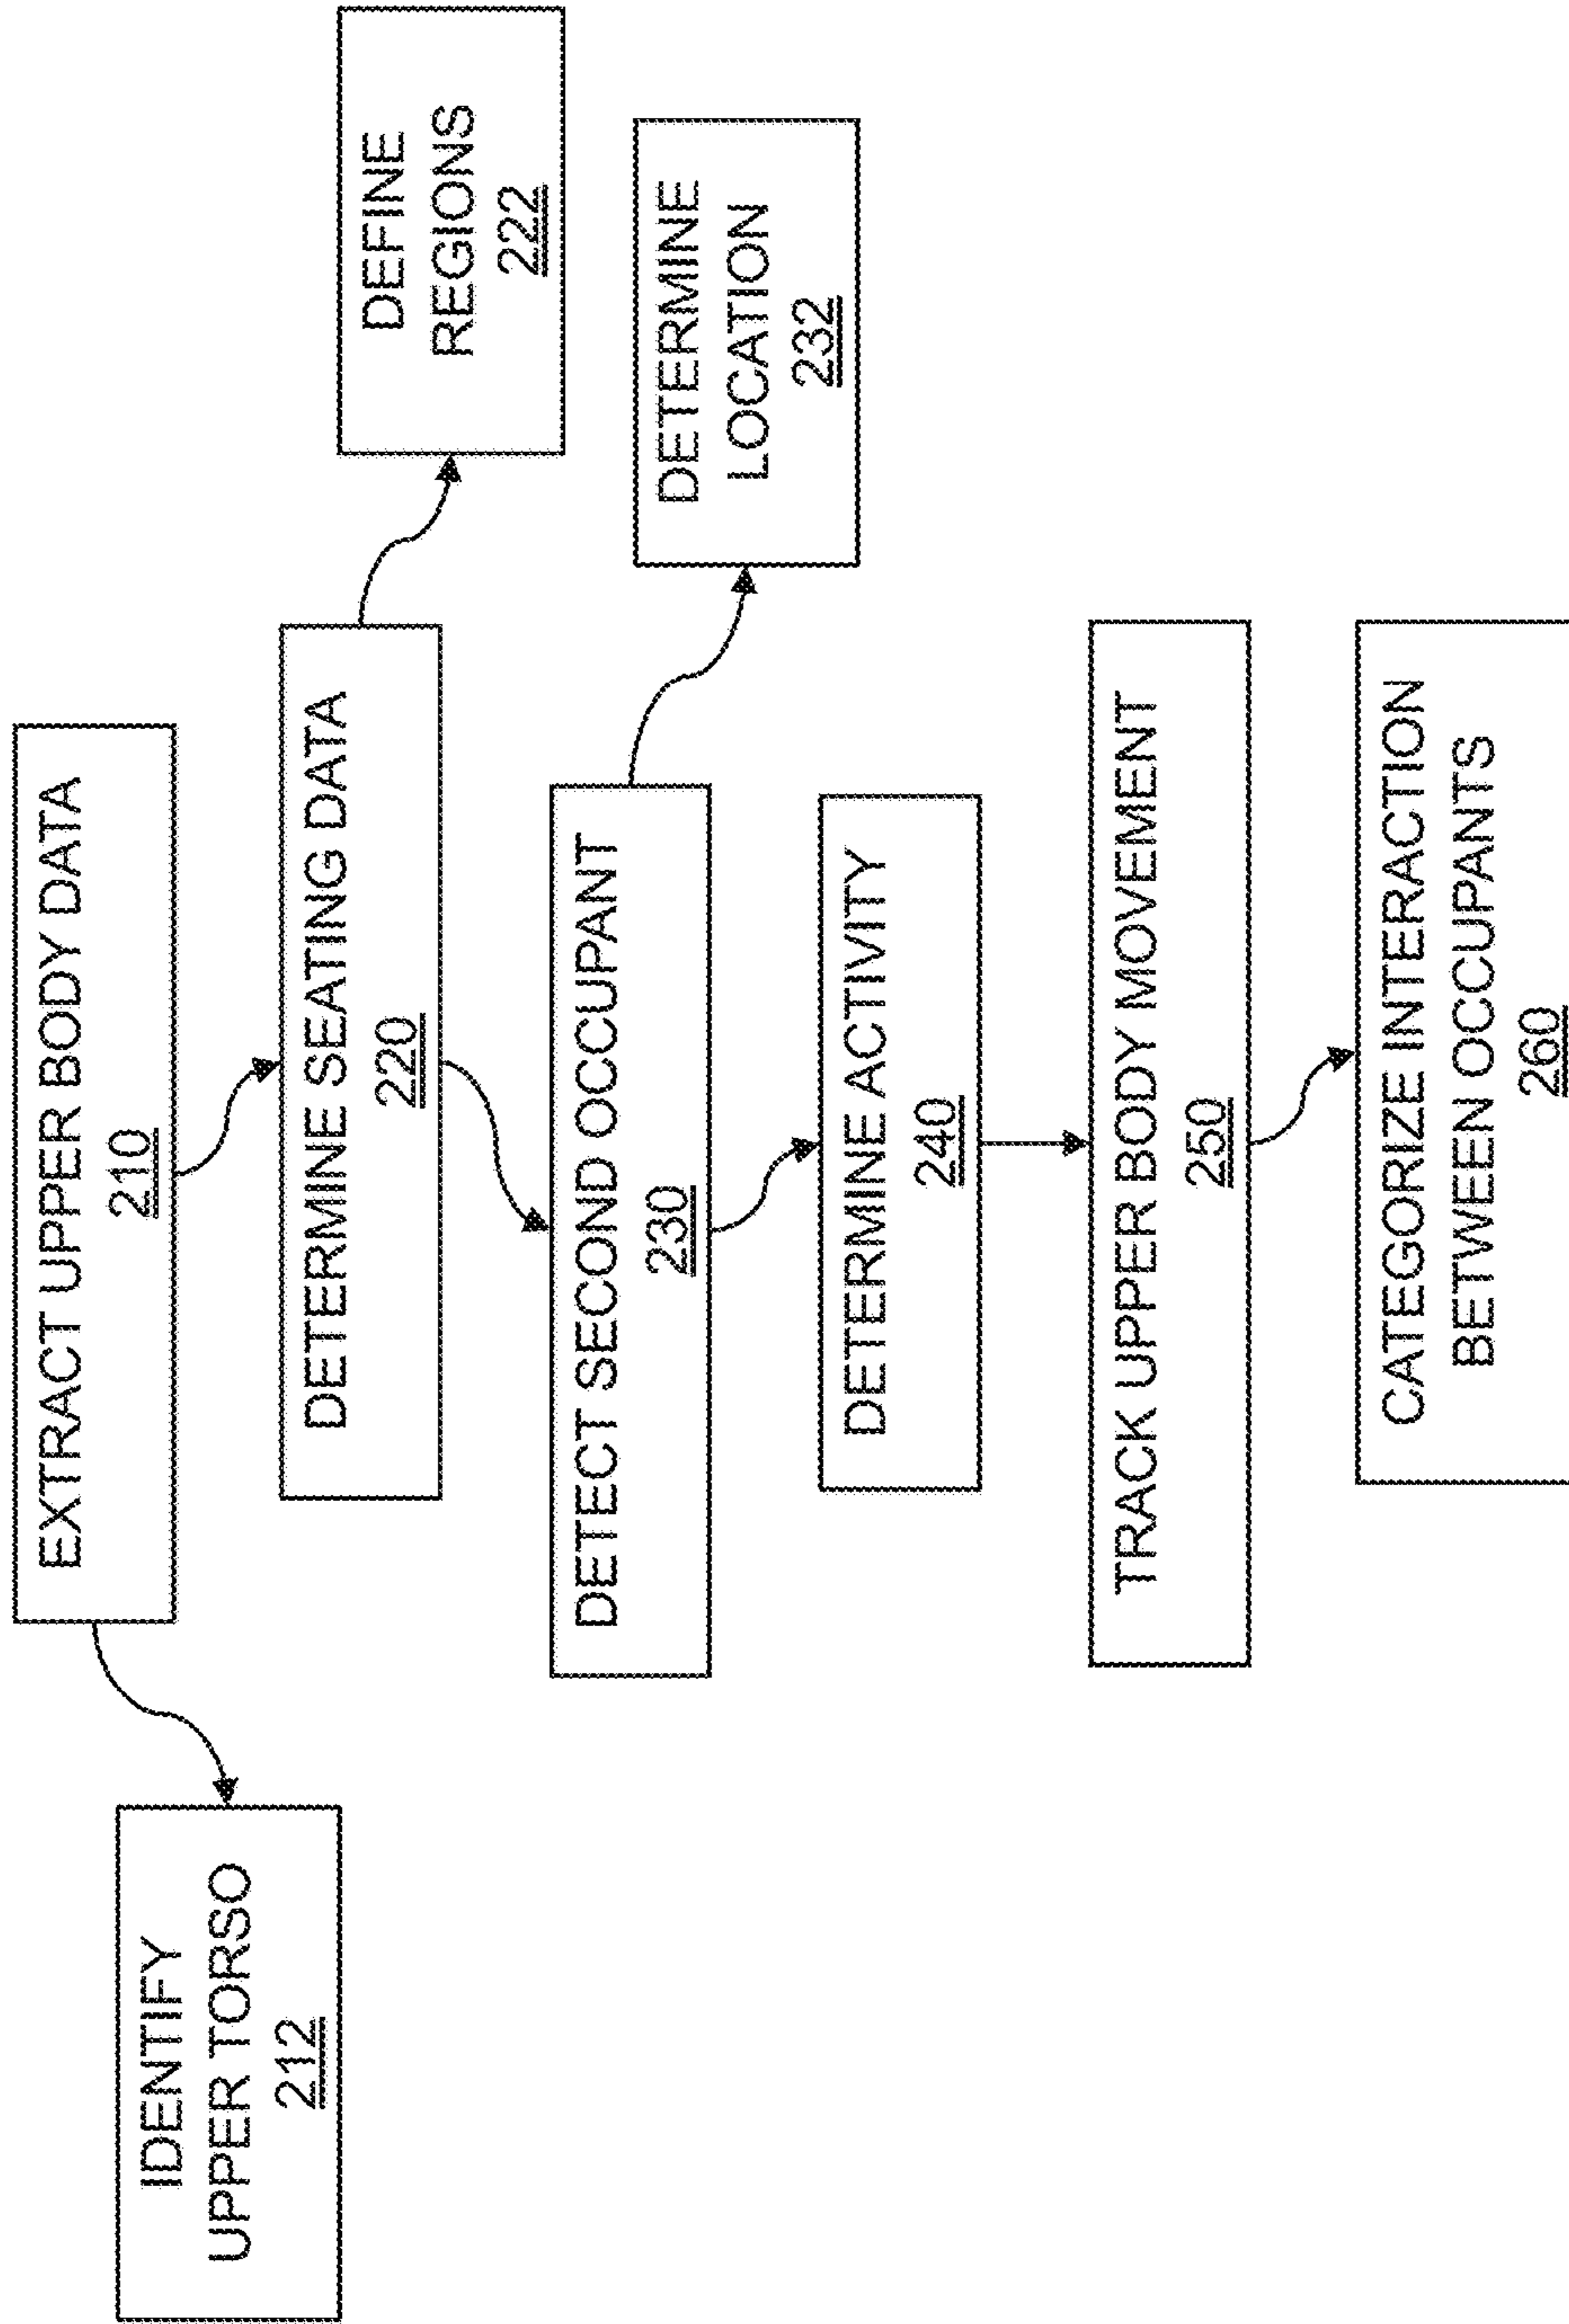 EXTRACT UPPER BODY DATA
210
IDENTIFY
UPPER TORSO
212
DETERMINE SEATING DATA
220
DEFINE
REGIONS
222
DETECT SECOND OCCUPANT
230
DETERMINE
LOCATION
232
DETERMINE ACTIVITY
240
TRACK UPPER BODY MOVEMENT
250
CATEGORIZE INTERACTION
BETWEEN OCCUPANTS
260